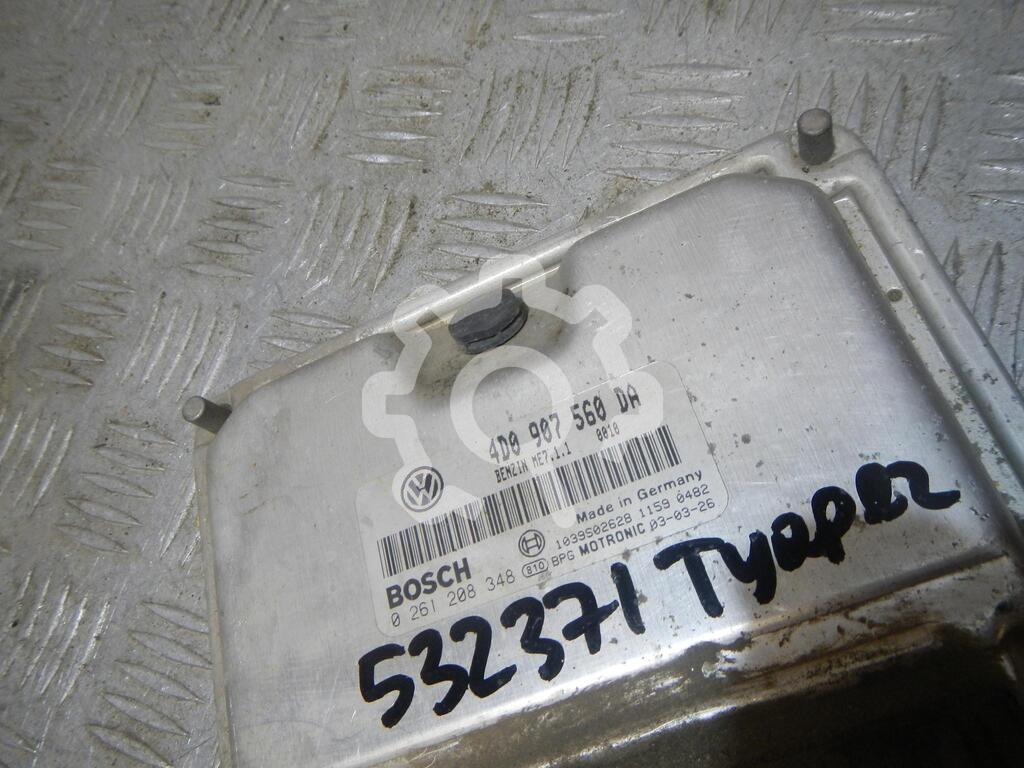 4D0 907 560 DA
BENZIN ME7.1.1 0010
Made in Germany
1039S02628 1159 0482
BOSCH
810 BPG MOTRONIC 03-03-26
0 261 208 348
532371 Туарег